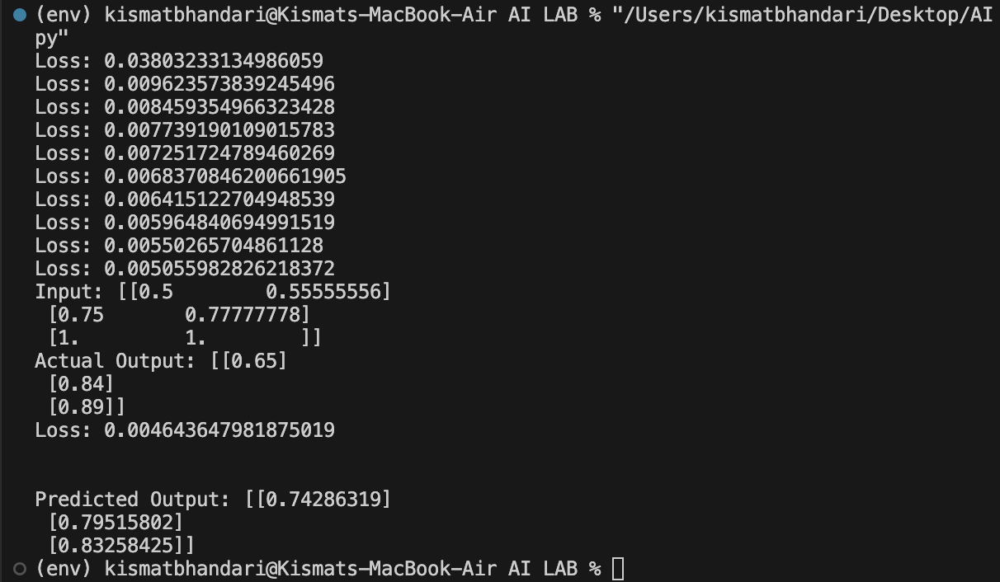 (env) kismatbhandari@Kismats-MacBook-Air AI LAB % "/Users/kismatbhandari/Desktop/AI
py"
Loss: 0.03803233134986059
Loss: 0.009623573839245496
Loss: 0.008459354966323428
Loss: 0.007739190109015783
Loss: 0.007251724789460269
Loss: 0.0068370846200661905
Loss: 0.006415122704948539
Loss: 0.005964840694991519
Loss: 0.00550265704861128
Loss: 0.005055982826218372
Input: [[0.5        0.55555556]
 [0.75       0.77777778]
 [1.         1.        ]]
Actual Output: [[0.65]
 [0.84]
 [0.89]]
Loss: 0.004643647981875019
Predicted Output: [[0.74286319]
 [0.79515802]
 [0.83258425]]
(env) kismatbhandari@Kismats-MacBook-Air AI LAB %